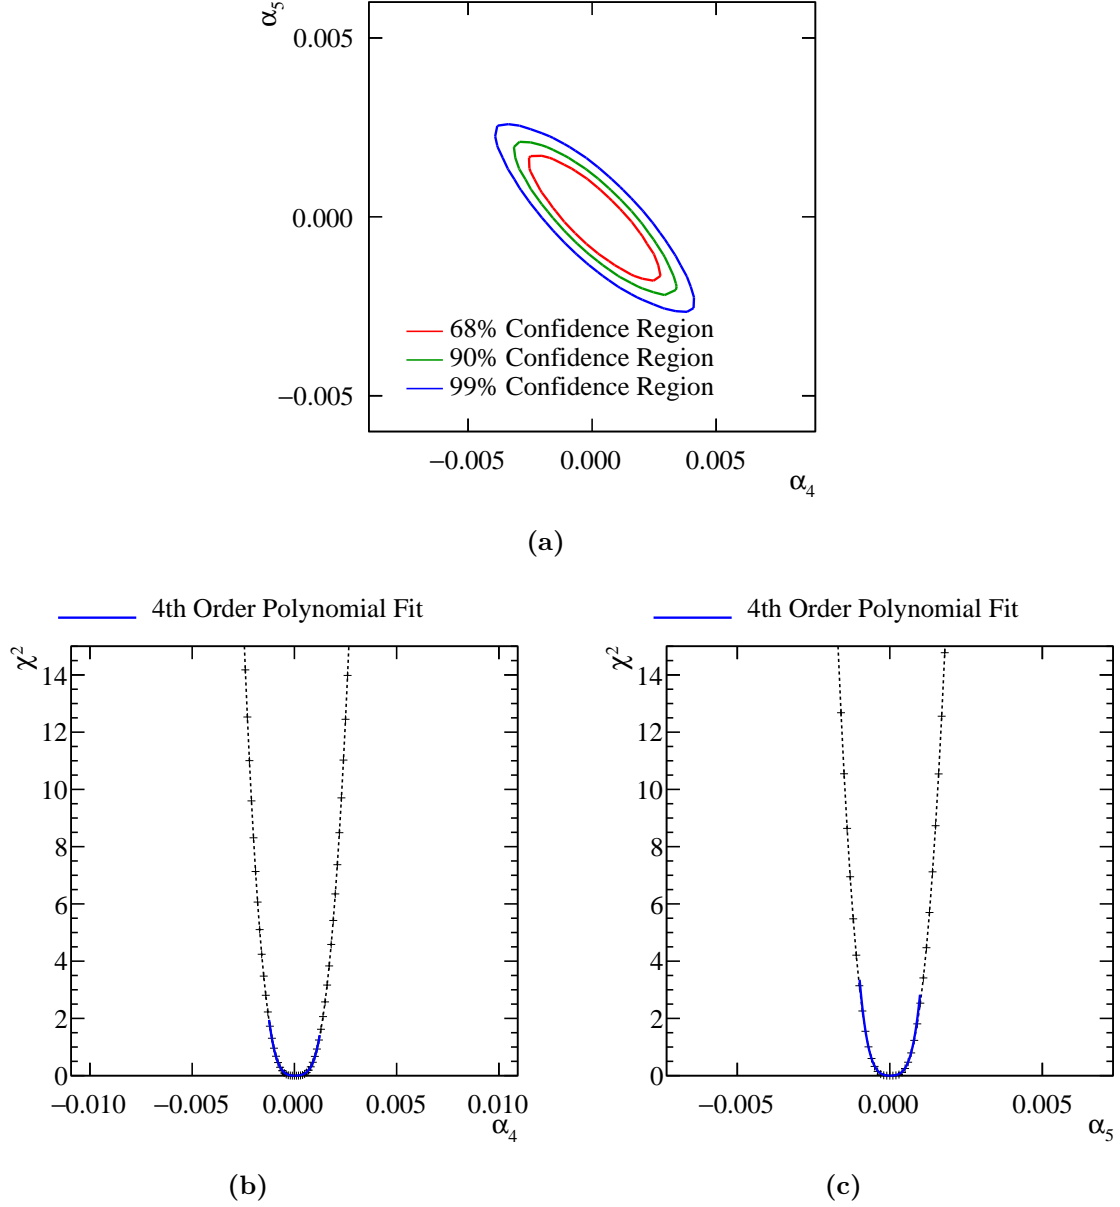 α₅
0.005
0.000
−0.005
68% Confidence Region
90% Confidence Region
99% Confidence Region
−0.005 0.000 0.005
α₄
(a)
4th Order Polynomial Fit
χ²
14
12
10
8
6
4
2
0
−0.010 −0.005 0.000 0.005 0.010
α₄
(b)
4th Order Polynomial Fit
χ²
14
12
10
8
6
4
2
0
−0.005 0.000 0.005
α₅
(c)